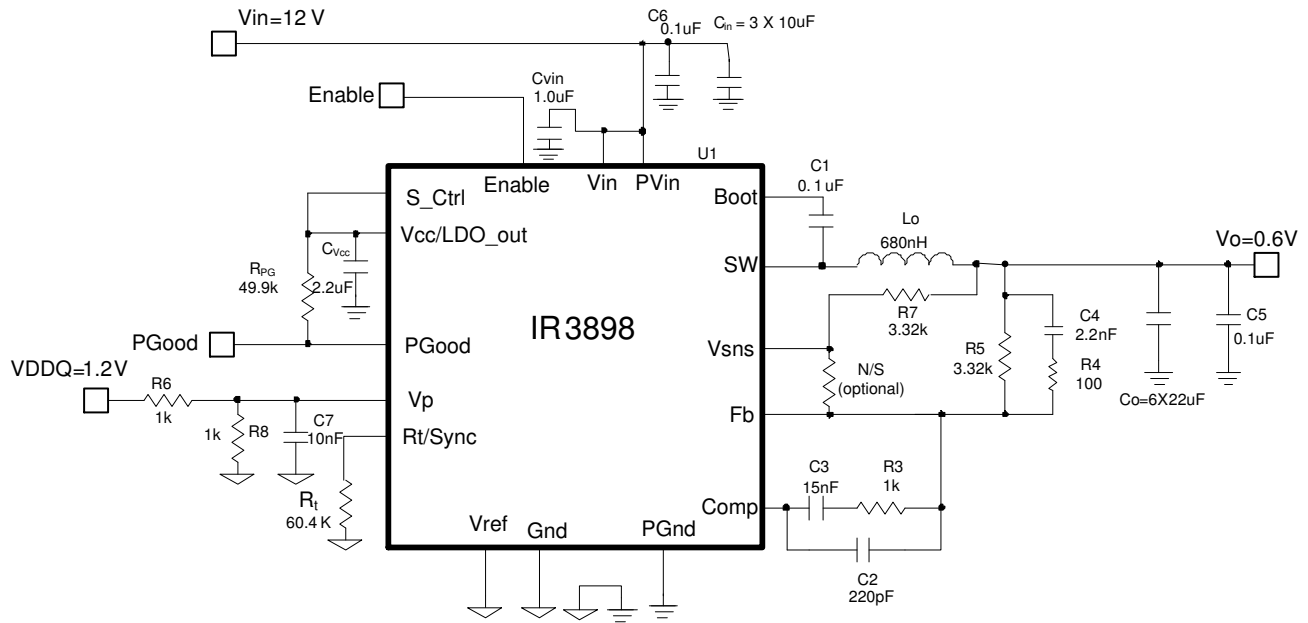 Vin=12 V
C6
0.1uF
Cin = 3 X 10uF
Cvin
1.0uF
Enable
U1
Enable
Vin
PVin
S_Ctrl
Boot
C1
0.1uF
Vcc/LDO_out
CVcc
2.2uF
RPG
49.9k
SW
Lo
680nH
Vo=0.6V
IR3898
R7
3.32k
C4
2.2nF
C5
0.1uF
PGood
PGood
Vsns
R5
3.32k
R4
100
N/S
(optional)
Co=6X22uF
VDDQ=1.2V
R6
1k
Vp
Fb
1k
R8
C7
10nF
Rt/Sync
Rt
60.4 K
C3
15nF
R3
1k
Comp
Vref
Gnd
PGnd
C2
220pF